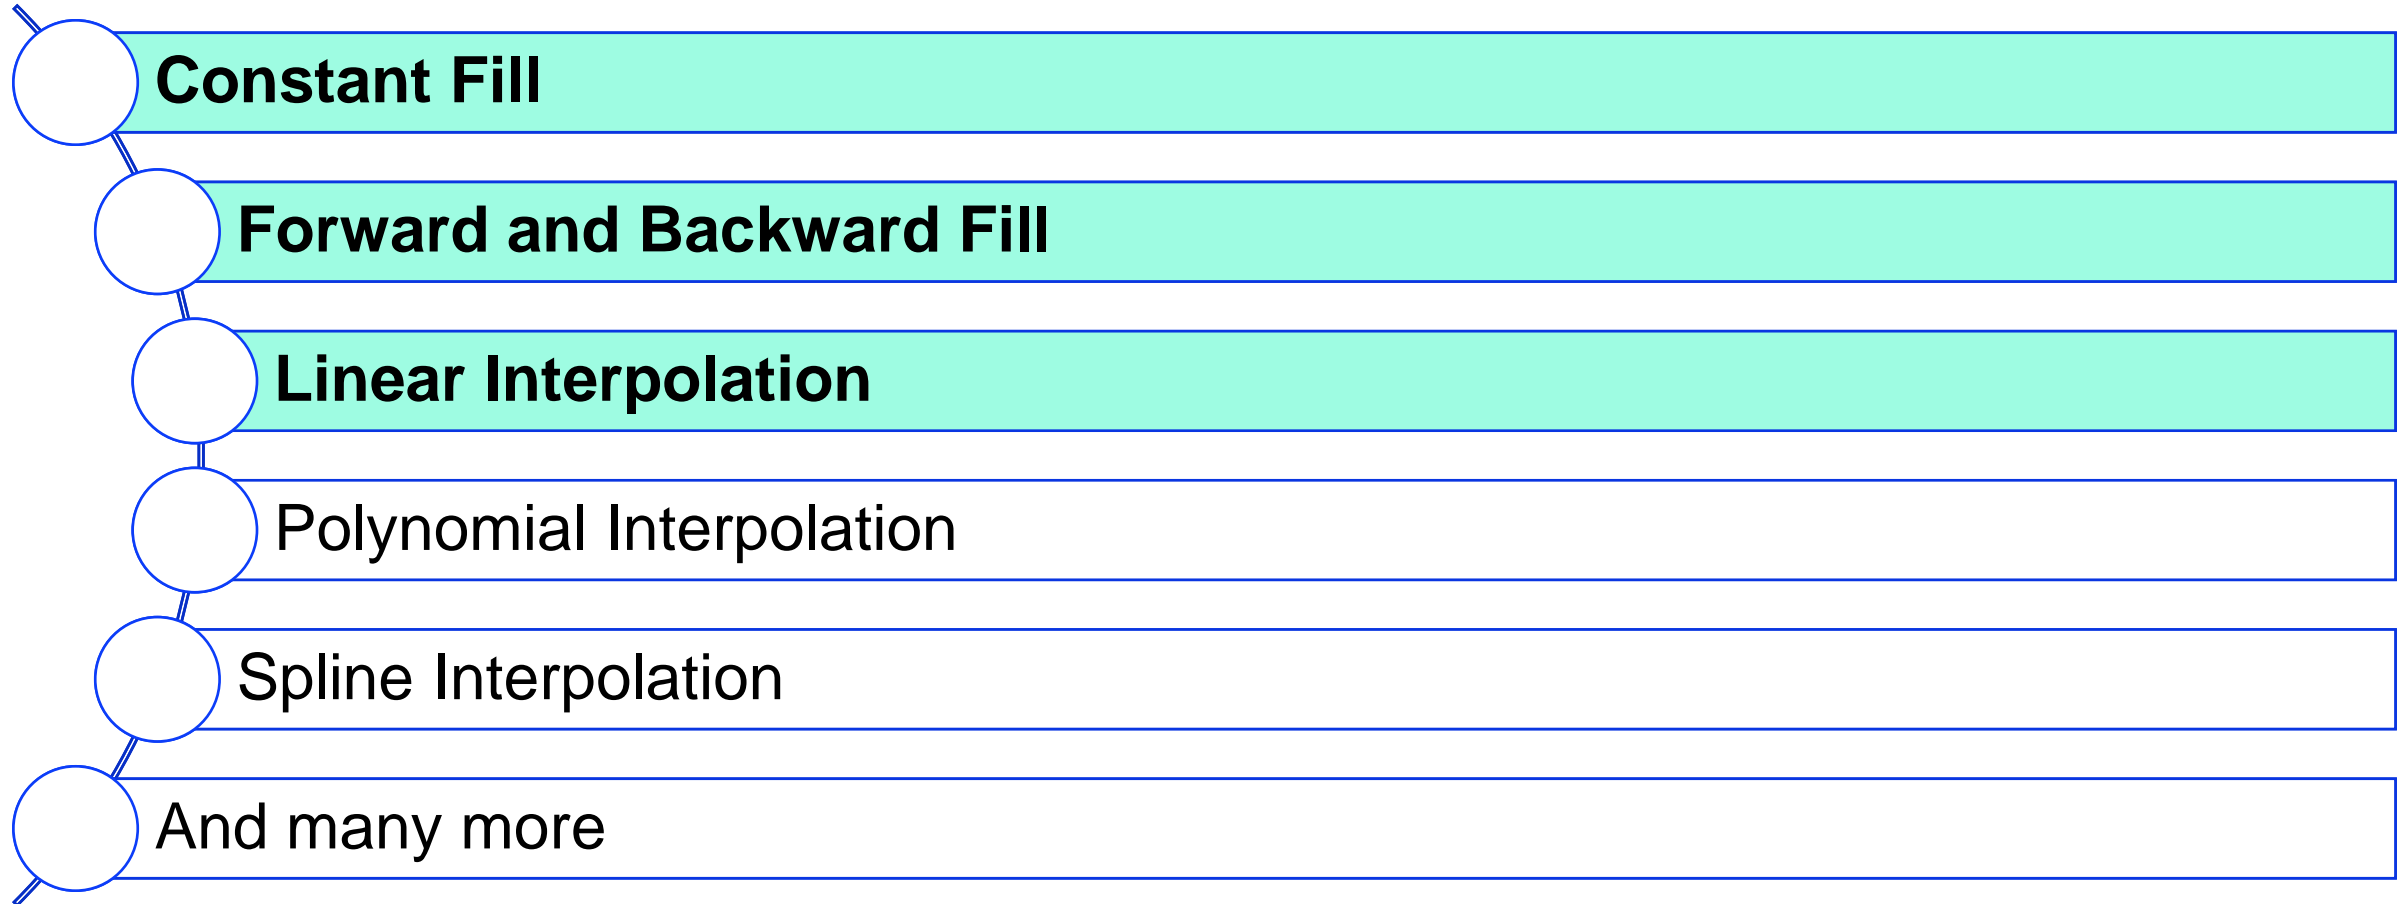 Constant Fill
Forward and Backward Fill
Linear Interpolation
Polynomial Interpolation
Spline Interpolation
And many more